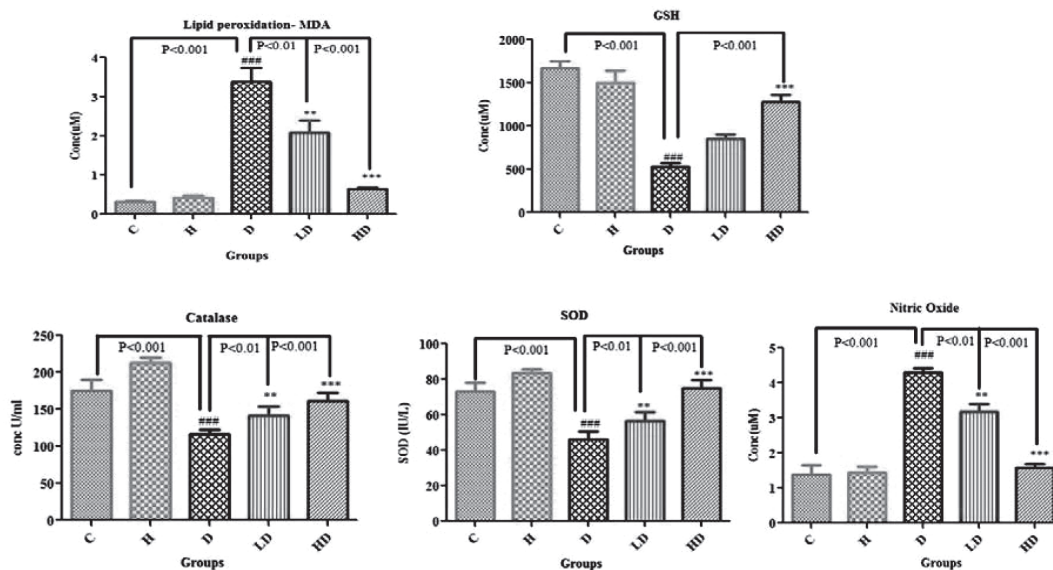 Lipid peroxidation- MDA
P<0.001
P<0.01
P<0.001
###
**
***
4
3
2
1
0
Conc(uM)
C
H
D
LD
HD
Groups
GSH
P<0.001
P<0.001
***
###
2000
1500
1000
500
0
Conc(uM)
C
H
D
LD
HD
Groups
Catalase
P<0.001
P<0.01
P<0.001
###
**
***
250
200
150
100
50
0
conc U/ml
C
H
D
LD
HD
Groups
SOD
P<0.001
P<0.01
P<0.001
###
**
***
100
80
60
40
20
0
SOD (IU/L)
C
H
D
LD
HD
Groups
Nitric Oxide
P<0.001
P<0.01
P<0.001
###
**
***
5
4
3
2
1
0
Conc(uM)
C
H
D
LD
HD
Groups